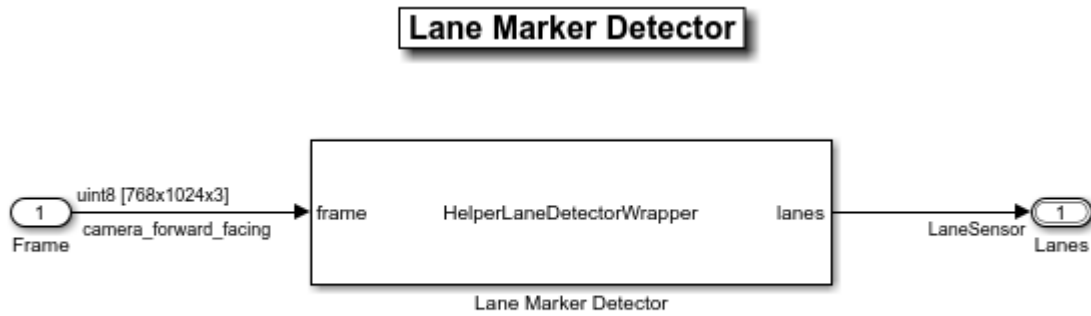 Lane Marker Detector
uint8 [768x1024x3]
1
frame
HelperLaneDetectorWrapper
lanes
1
camera_forward_facing
LaneSensor
Frame
Lanes
Lane Marker Detector